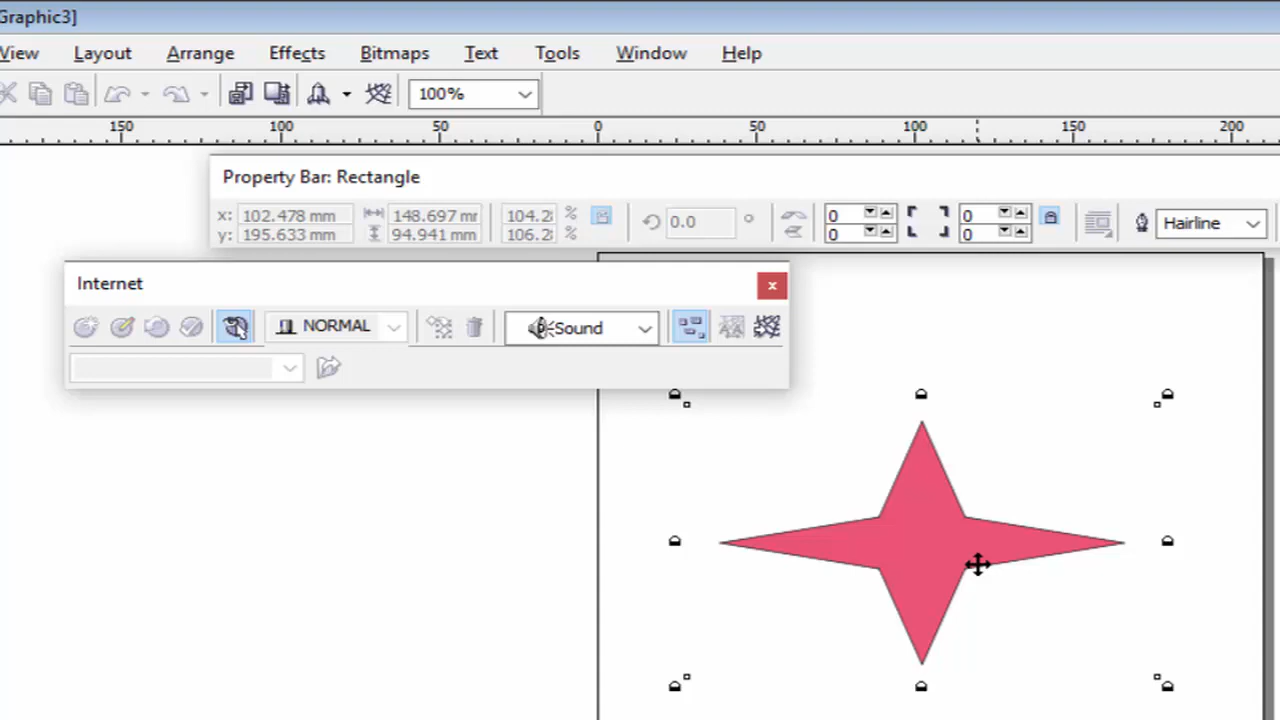 Graphic3]
View Layout Arrange Effects Bitmaps Text Tools Window Help
100%
150 100 50 0 50 100 150 200
Property Bar: Rectangle
x: 102.478 mm 148.697 mr 104.2 % 0.0 ° 0 0 Hairline
y: 195.633 mm 94.941 mm 106.2 % 0 0
Internet
NORMAL Sound